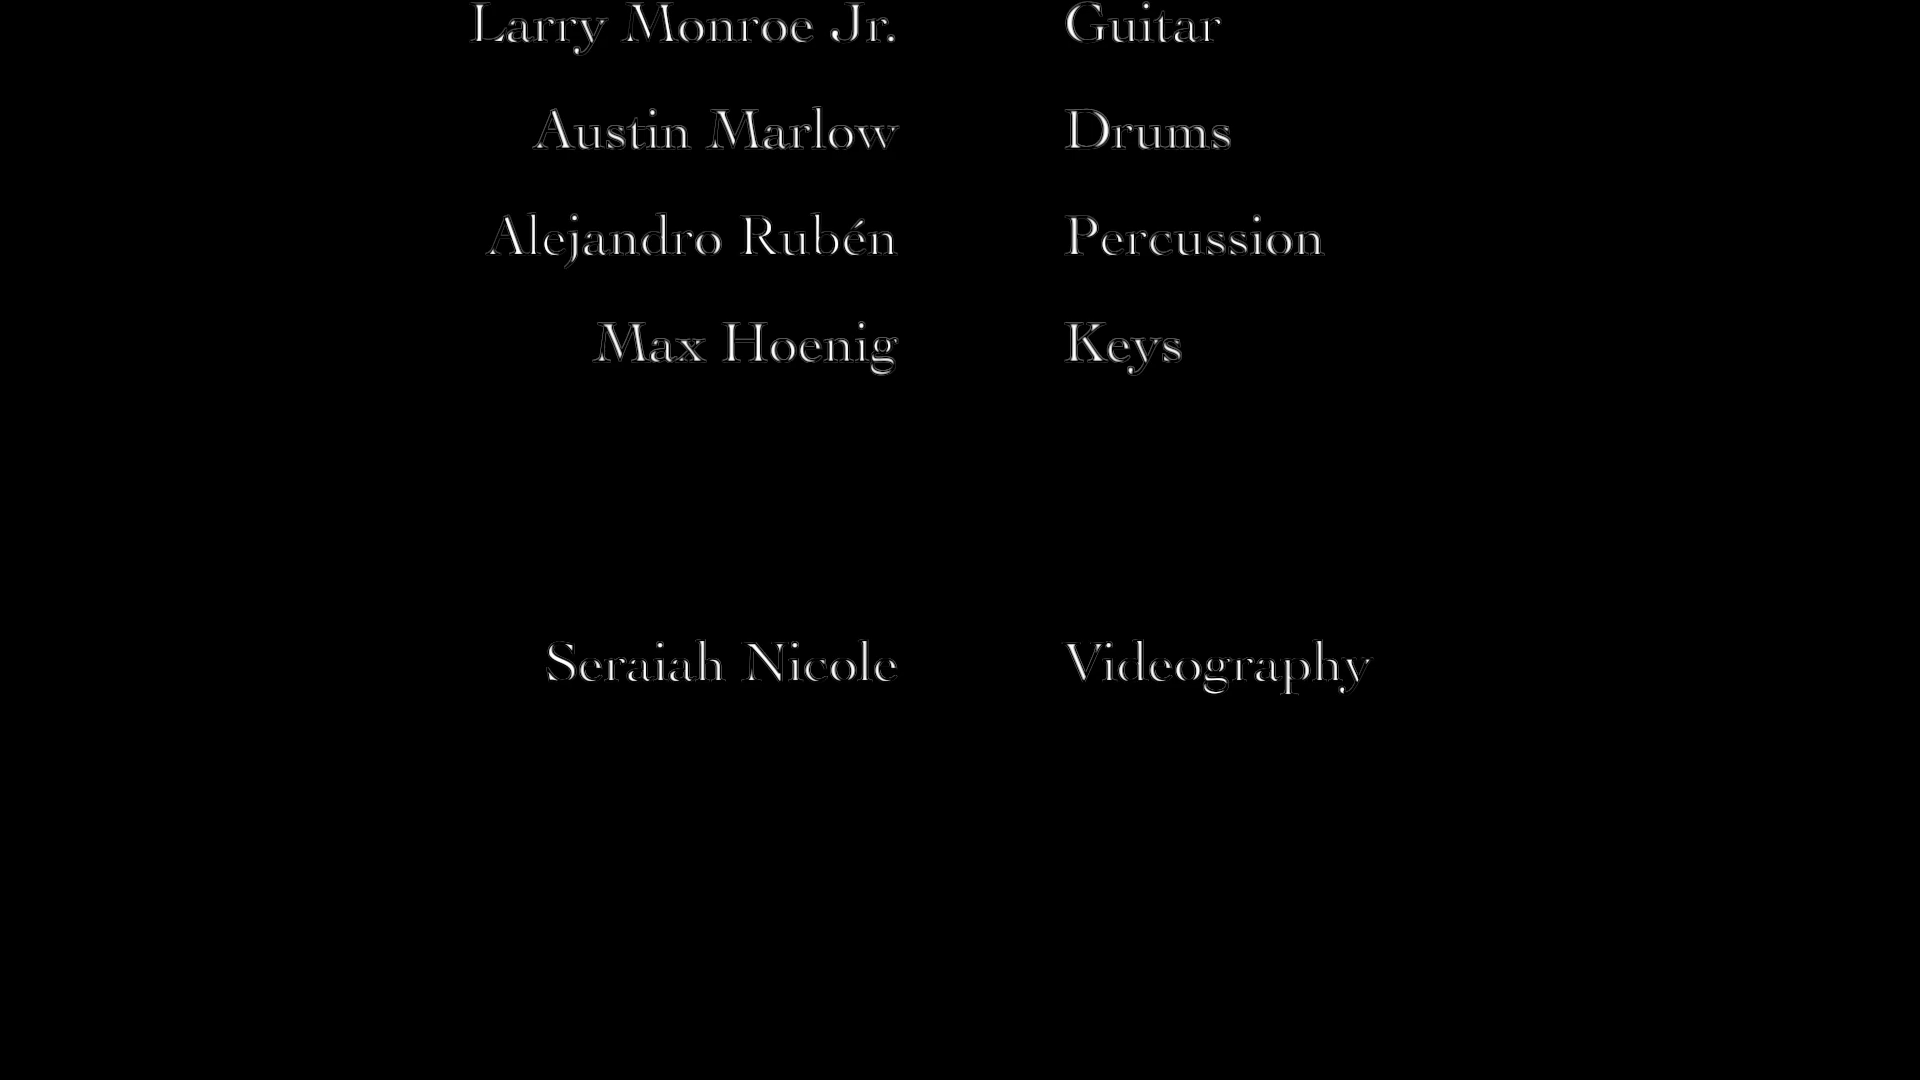 Larry Monroe Jr. Guitar
Austin Marlow Drums
Alejandro Rubén Percussion
Max Hoenig Keys
Seraiah Nicole Videography